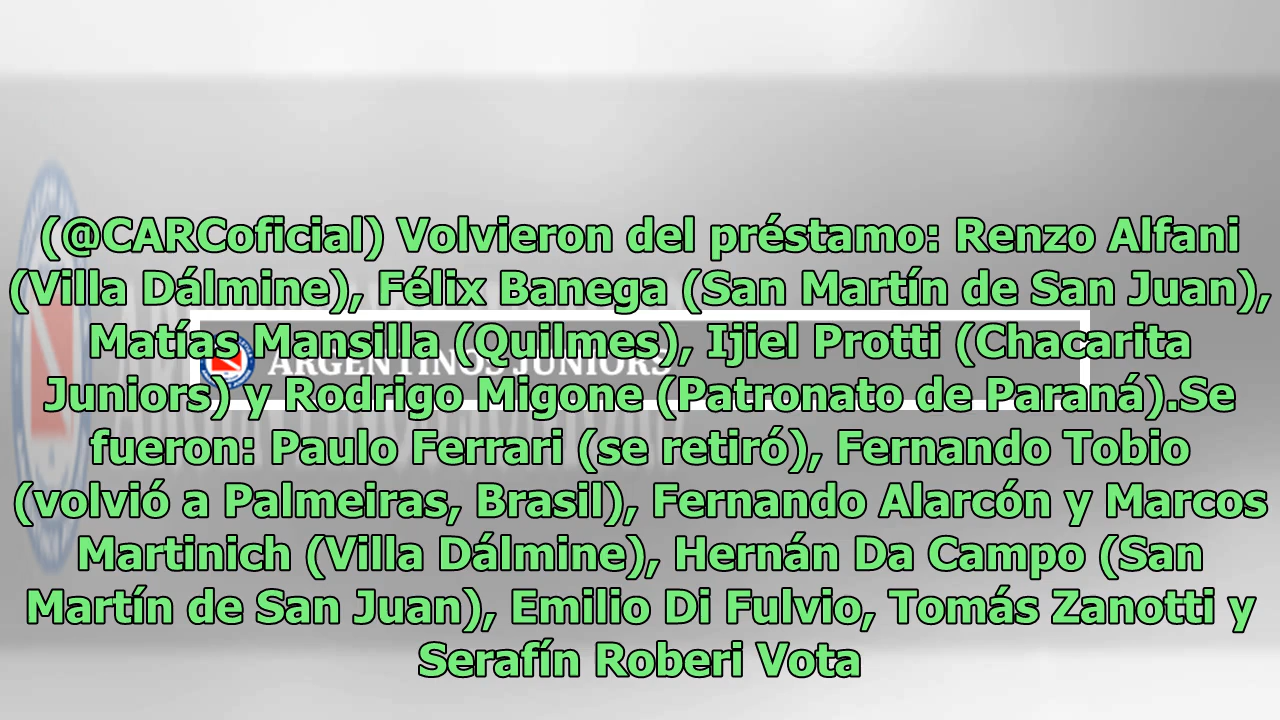 (@CARCoficial) Volvieron del préstamo: Renzo Alfani
(Villa Dálmine), Félix Banega (San Martín de San Juan),
Matías Mansilla (Quilmes), Ijiel Protti (Chacarita
ARGENTINOS JUNIORS
Juniors) y Rodrigo Migone (Patronato de Paraná).Se
fueron: Paulo Ferrari (se retiró), Fernando Tobio
(volvió a Palmeiras, Brasil), Fernando Alarcón y Marcos
Martinich (Villa Dálmine), Hernán Da Campo (San
Martín de San Juan), Emilio Di Fulvio, Tomás Zanotti y
Serafín Roberi Vota